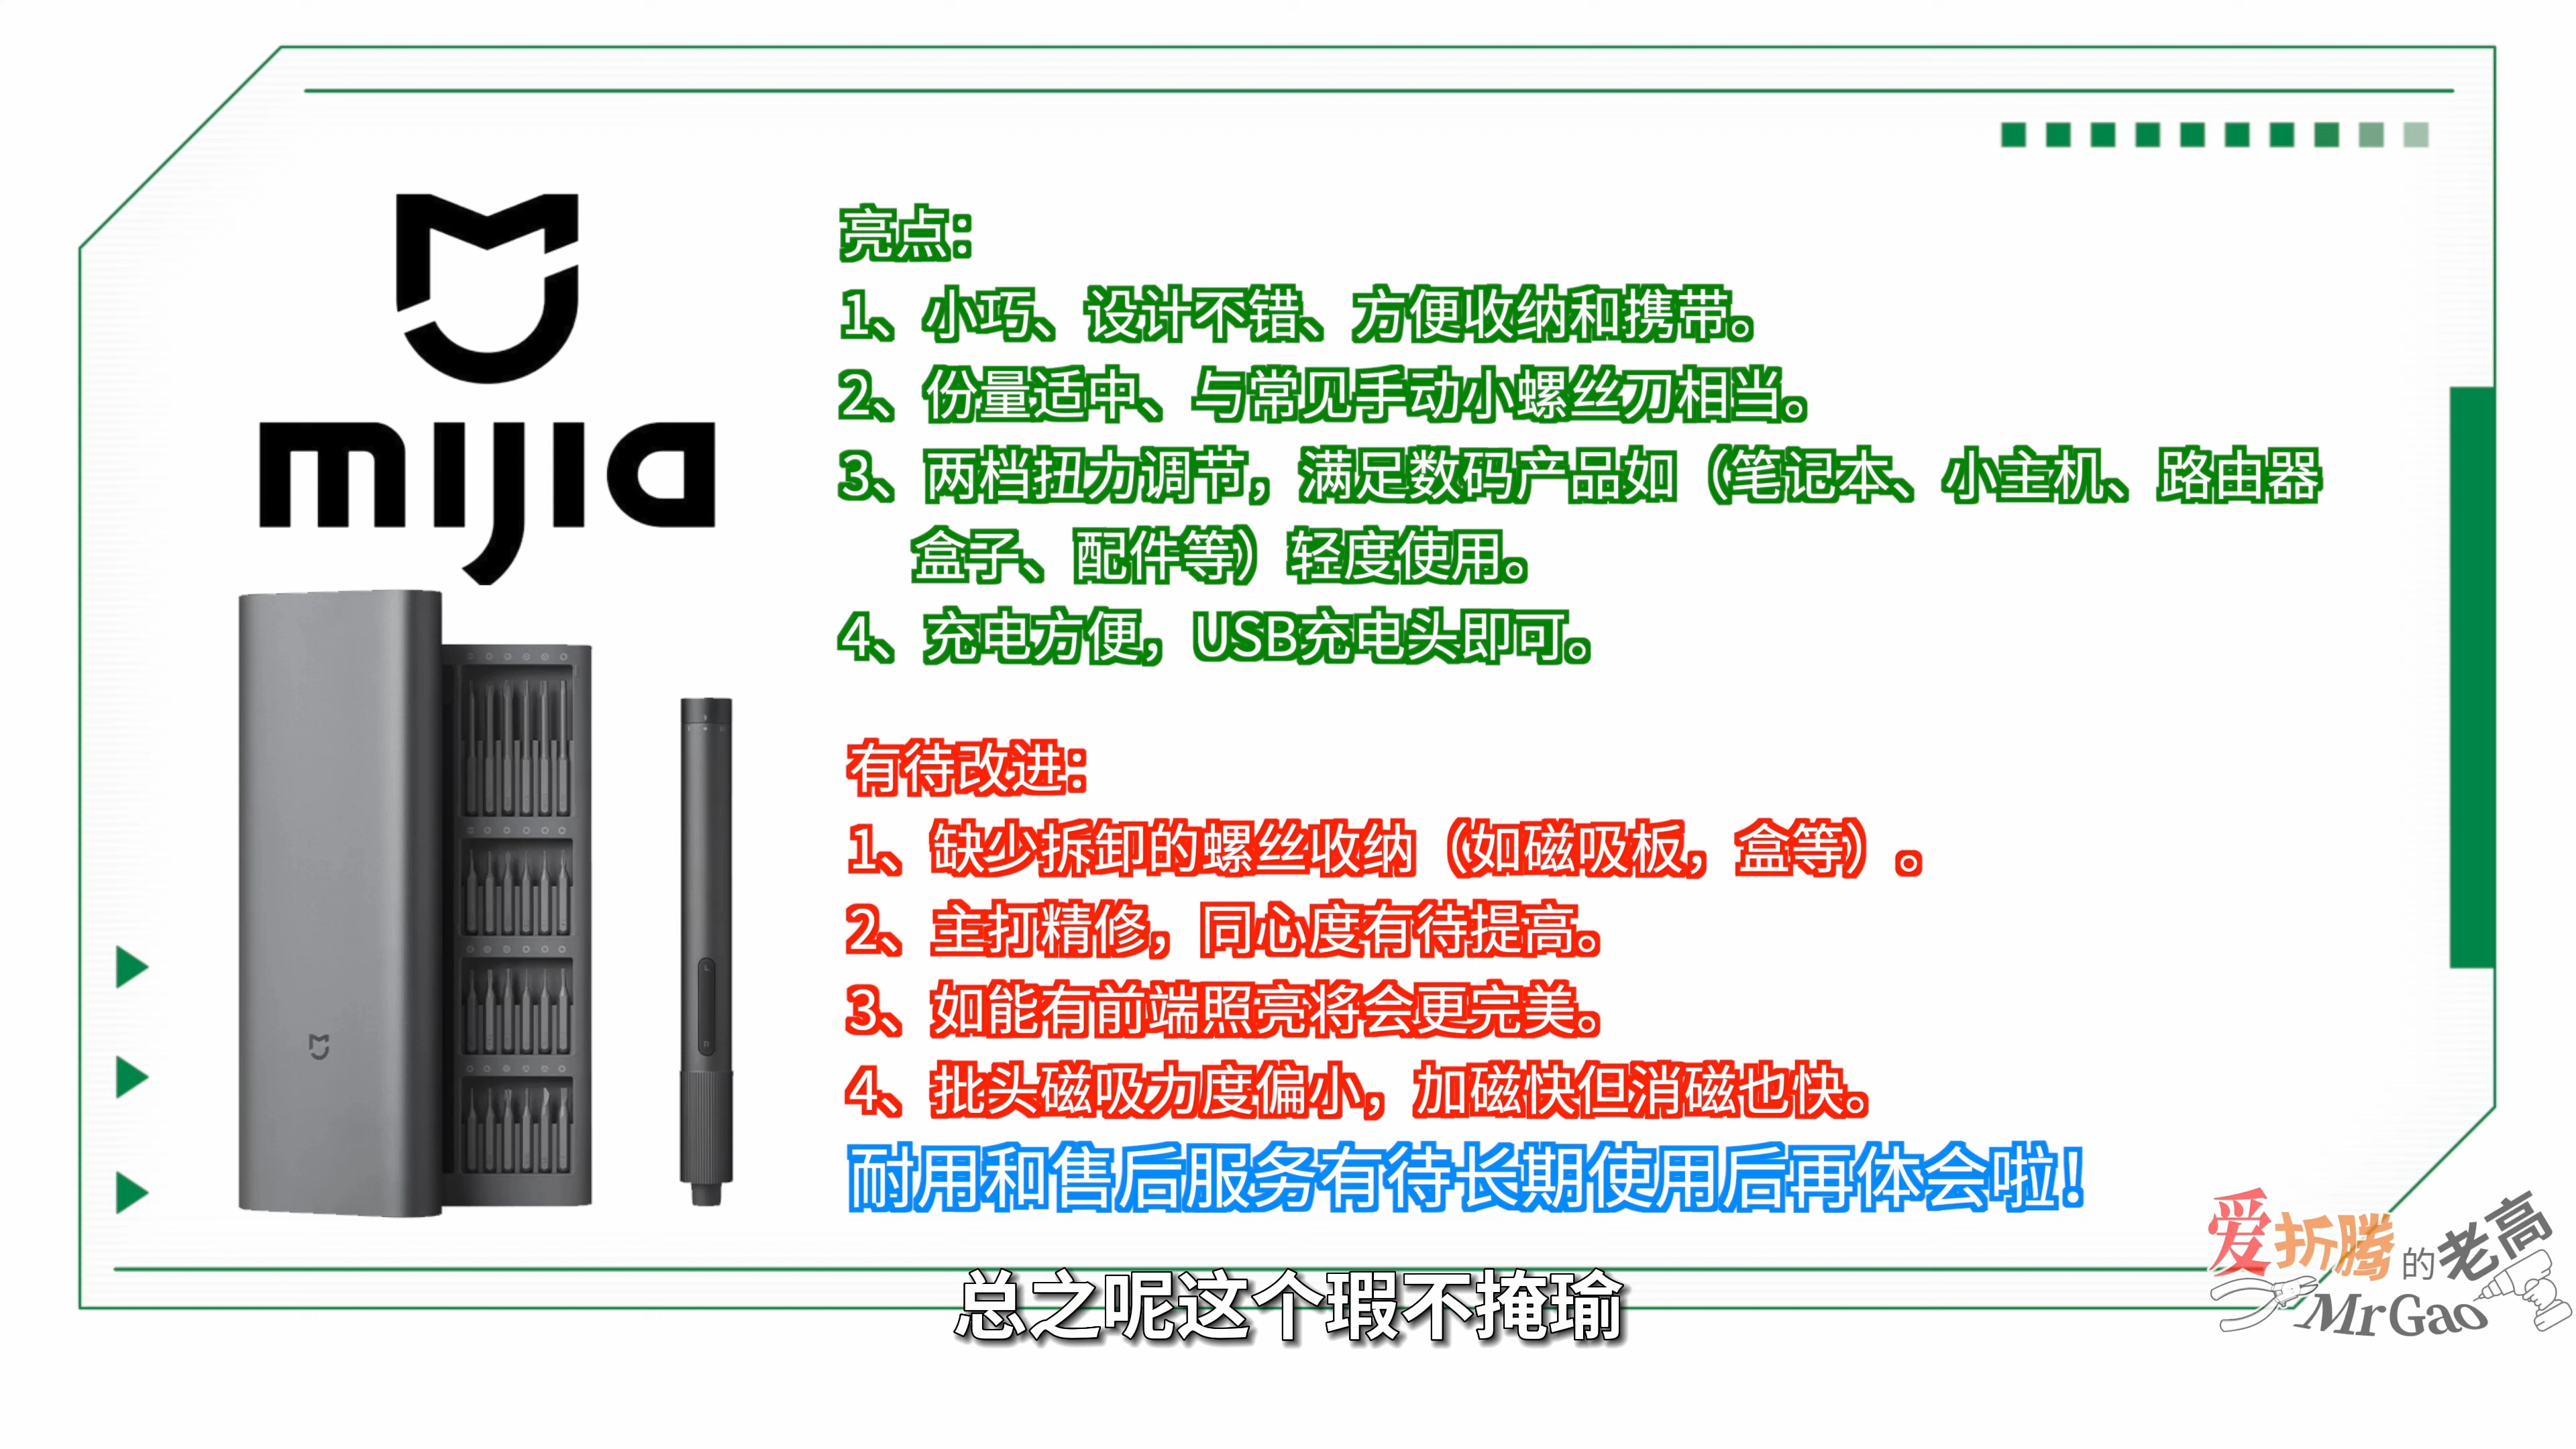 mijia
亮点：
1、小巧、设计不错、方便收纳和携带。
2、份量适中、与常见手动小螺丝刃相当。
3、两档扭力调节，满足数码产品如（笔记本、小主机、路由器
盒子、配件等）轻度使用。
4、充电方便，USB充电头即可。
有待改进：
1、缺少拆卸的螺丝收纳（如磁吸板，盒等）。
2、主打精修，同心度有待提高。
3、如能有前端照亮将会更完美。
4、批头磁吸力度偏小，加磁快但消磁也快。
耐用和售后服务有待长期使用后再体会啦！
爱折腾的老高
MrGao
总之呢这个瑕不掩瑜